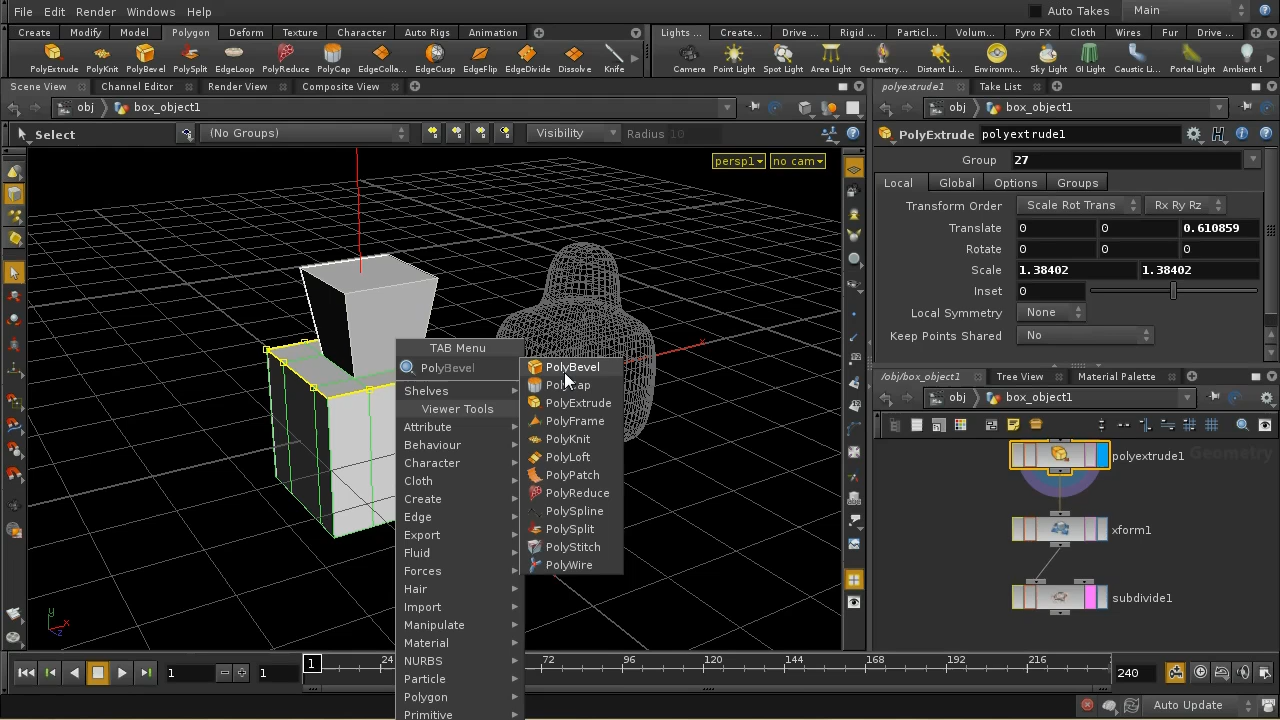 File Edit Render Windows Help Auto Takes Main
Create Modify Model Polygon Deform Texture Character Auto Rigs Animation Lights ... Create... Drive ... Rigid ... Particl... Volum... Pyro FX Cloth Wires Fur Drive ...
PolyExtrude PolyKnit PolyBevel PolySplit EdgeLoop PolyReduce PolyCap EdgeColla... EdgeCusp EdgeFlip EdgeDivide Dissolve Knife Camera Point Light Spot Light Area Light Geometry... Distant Li... Environm... Sky Light GI Light Caustic Li... Portal Light Ambient L
Scene View Channel Editor Render View Composite View polyextrude1 Take List
obj box_object1 obj box_object1
Select (No Groups) Visibility Radius 10 PolyExtrude polyextrude1
persp1 no cam
Group 27
Local Global Options Groups
Transform Order Scale Rot Trans Rx Ry Rz
Translate 0 0 0.610859
Rotate 0 0 0
Scale 1.38402 1.38402
Inset 0
Local Symmetry None
Keep Points Shared No
x
TAB Menu
PolyBevel
Shelves
Viewer Tools
Attribute
Behaviour
Character
Cloth
Create
Edge
Export
Fluid
Forces
Hair
Import
Manipulate
Material
NURBS
Particle
Polygon
Primitive
PolyBevel
PolyCap
PolyExtrude
PolyFrame
PolyKnit
PolyLoft
PolyPatch
PolyReduce
PolySpline
PolySplit
PolyStitch
PolyWire
/obj/box_object1 Tree View Material Palette
obj box_object1
polyextrude1
Geometry
xform1
subdivide1
y
x
z
1 1 1 24 72 96 120 144 168 192 216 240
Auto Update